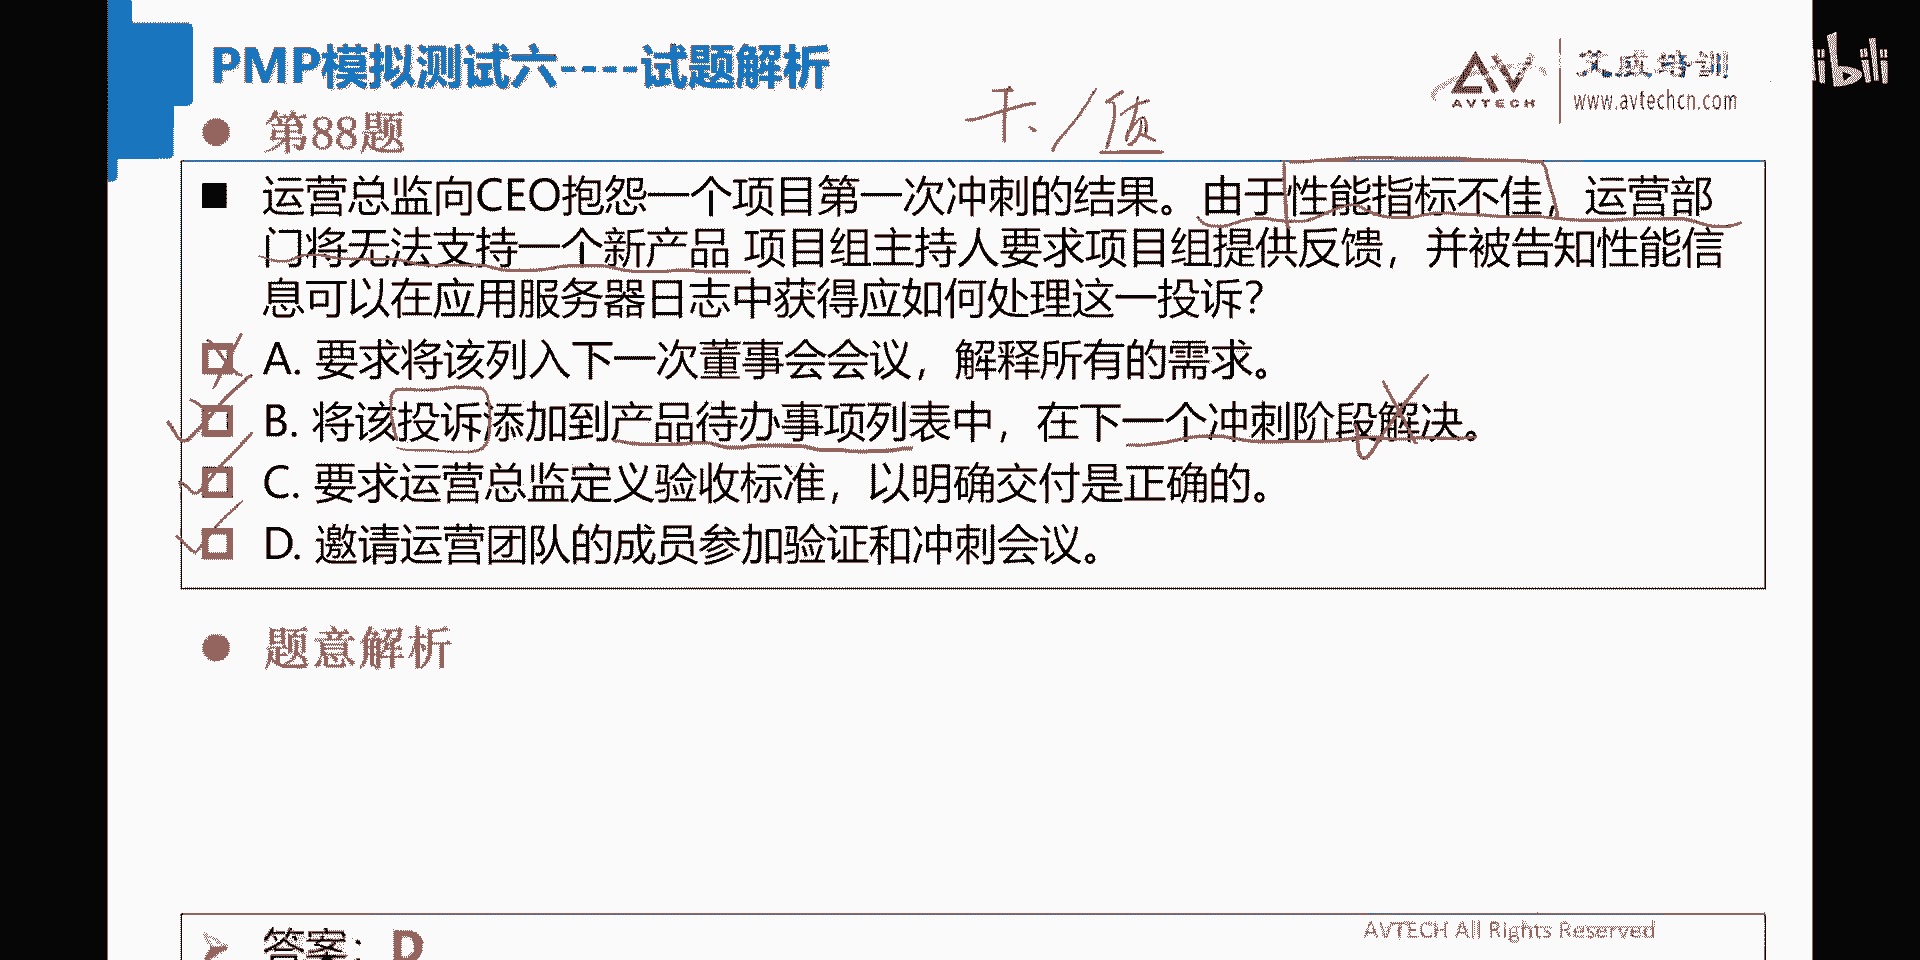 PMP模拟测试六----试题解析
AVTECH
艾威培训
www.avtechcn.com
bili
第88题
运营总监向CEO抱怨一个项目第一次冲刺的结果。由于性能指标不佳，运营部
门将无法支持一个新产品 项目组主持人要求项目组提供反馈，并被告知性能信
息可以在应用服务器日志中获得应如何处理这一投诉？
A. 要求将该列入下一次董事会会议，解释所有的需求。
B. 将该投诉添加到产品待办事项列表中，在下一个冲刺阶段解决。
C. 要求运营总监定义验收标准，以明确交付是正确的。
D. 邀请运营团队的成员参加验证和冲刺会议。
题意解析
AVTECH All Rights Reserved
答案：D